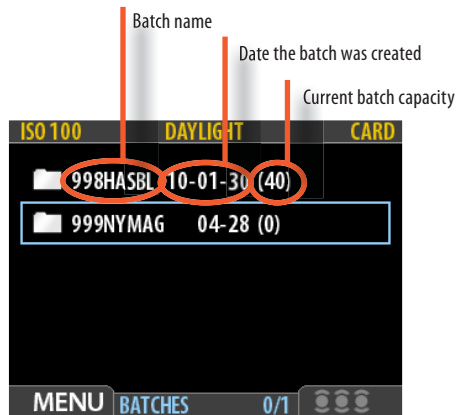 Batch name
Date the batch was created
Current batch capacity
ISO 100 DAYLIGHT CARD
998HASBL 10-01-30 (40)
999NYMAG 04-28 (0)
MENU BATCHES 0/1